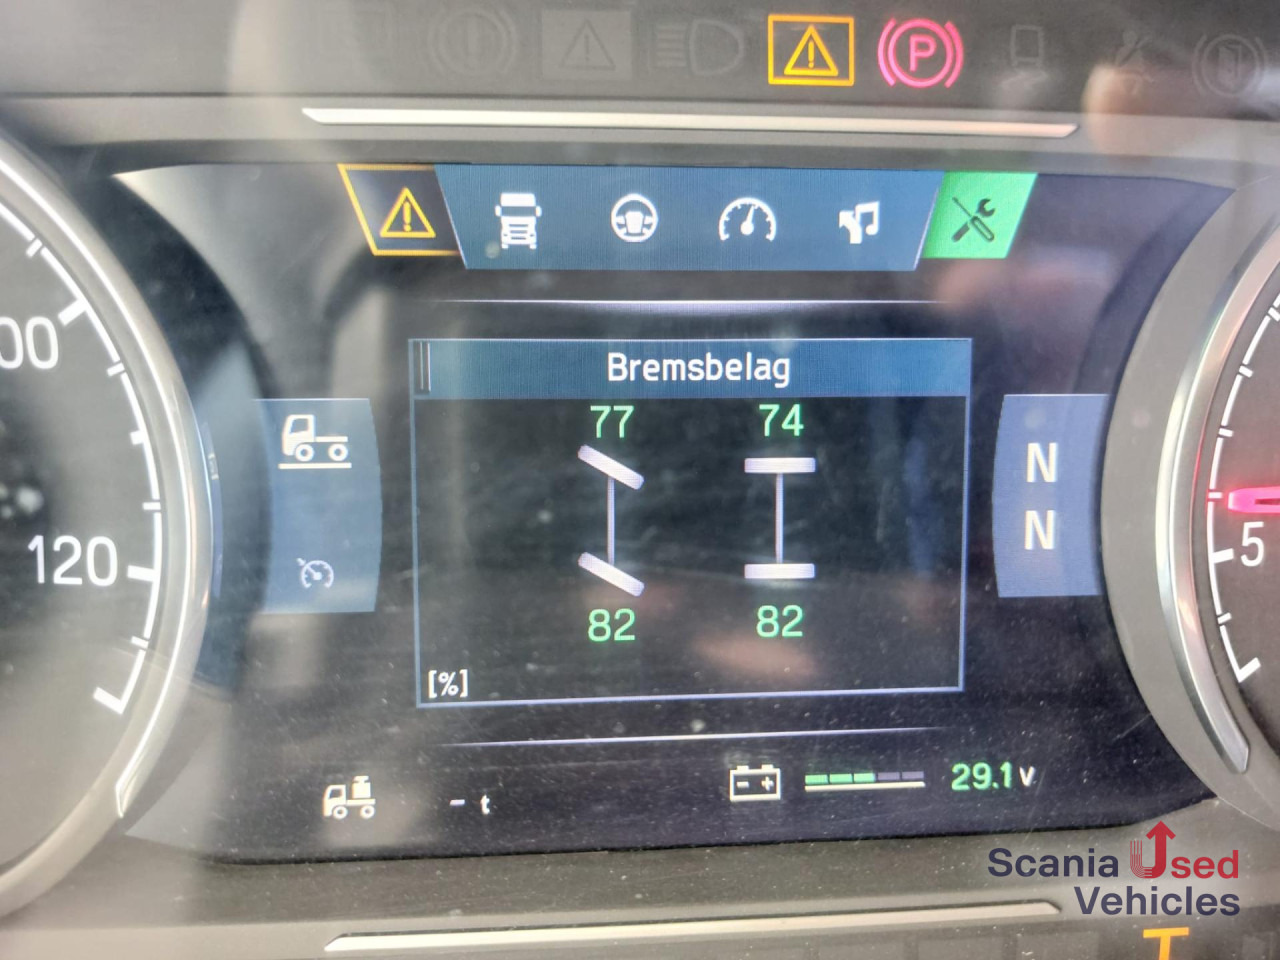 P
Bremsbelag
77 74
82 82
[%]
N
N
00
120
5
- t
29.1 v
Scania Used
Vehicles